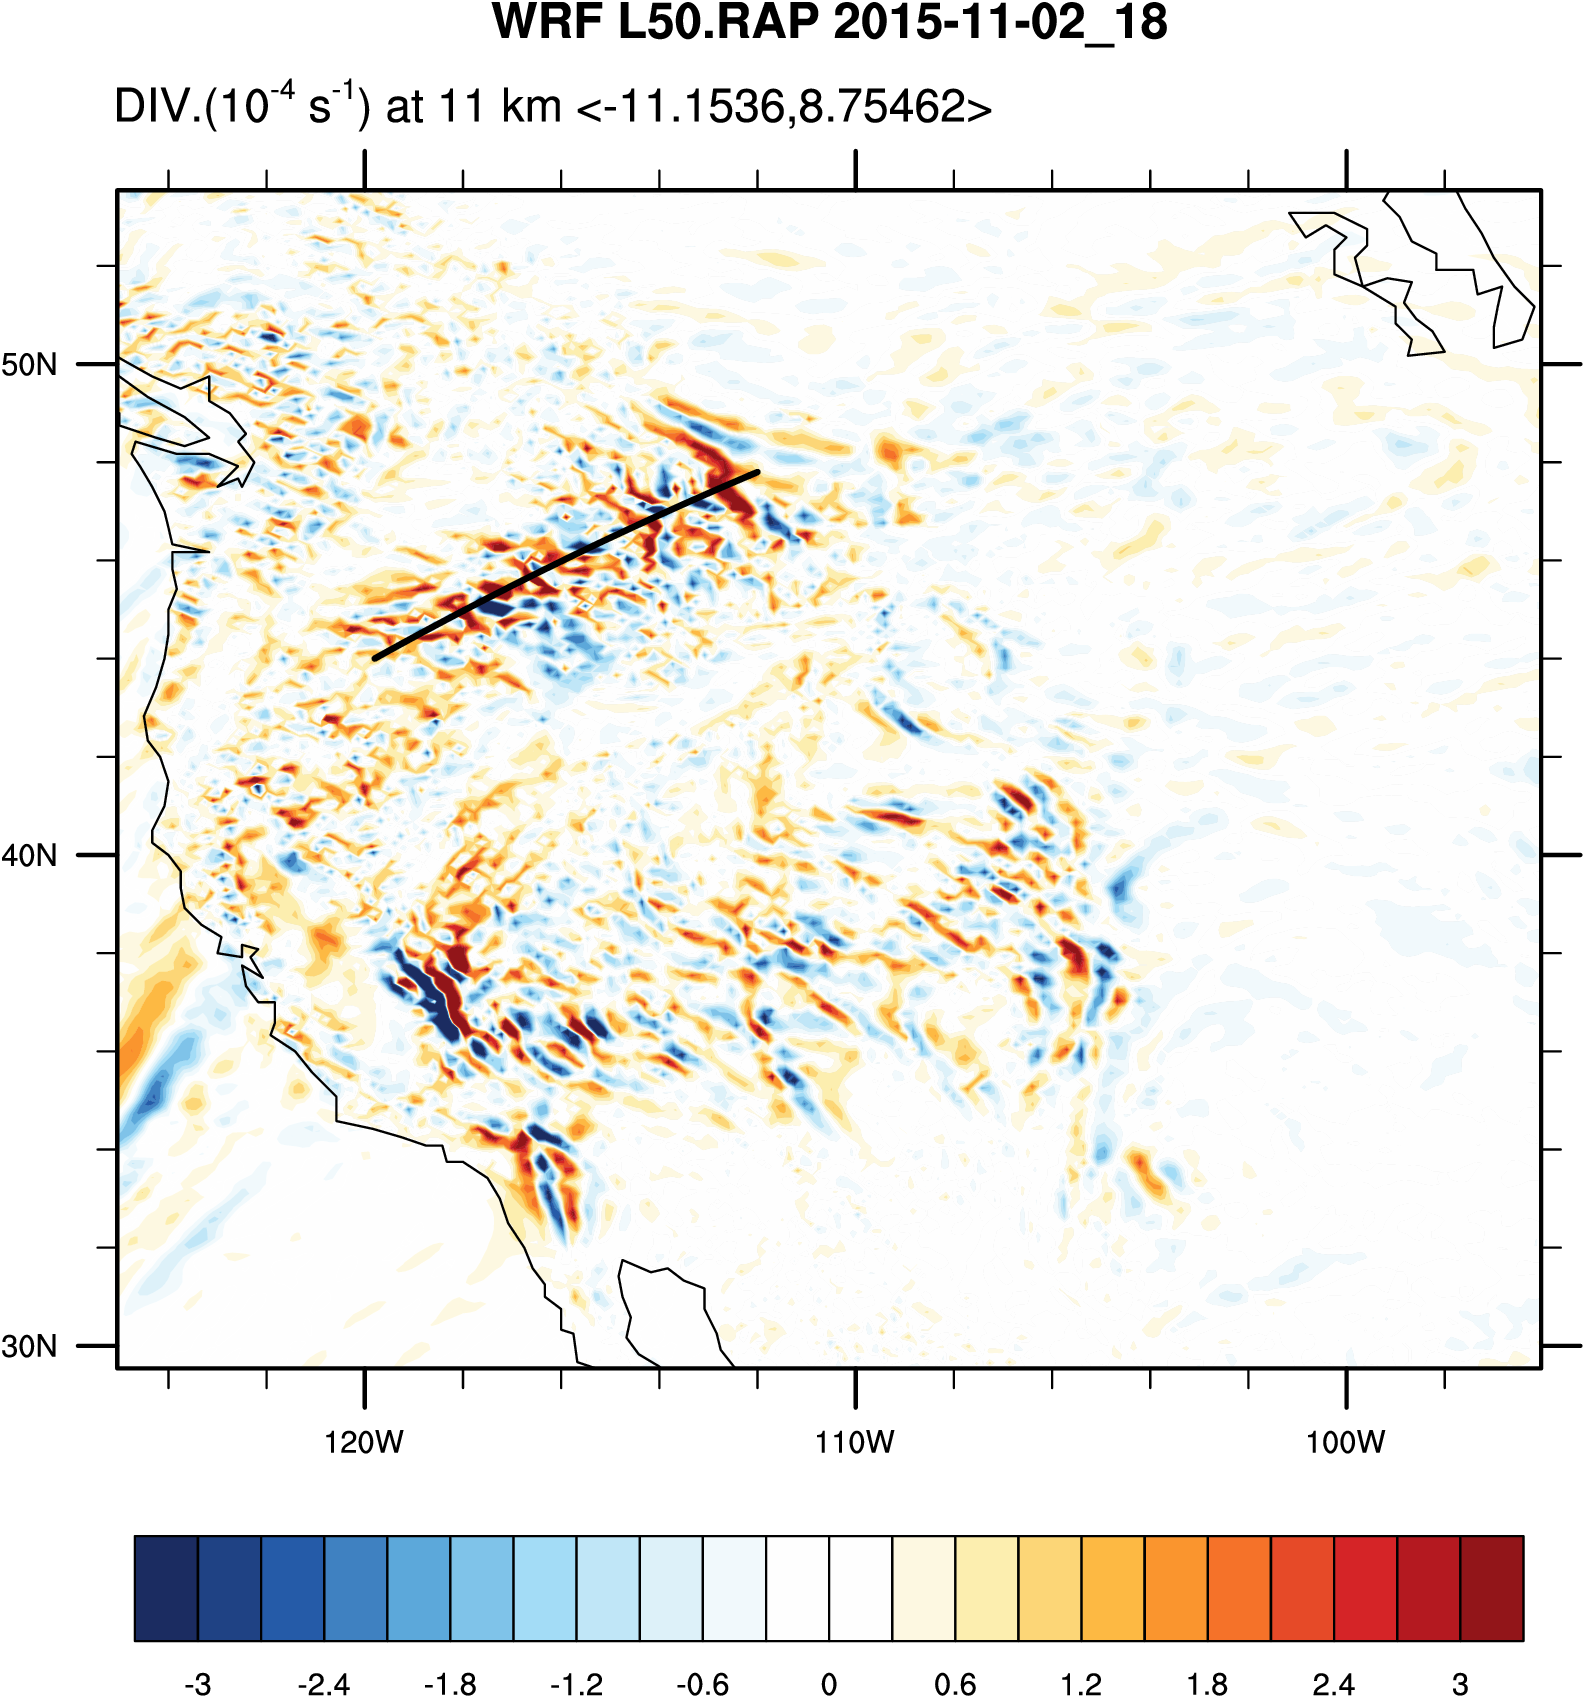 WRF L50.RAP 2015-11-02_18
DIV.(10-4 s-1) at 11 km <-11.1536,8.75462>
50N
40N
30N
120W 110W 100W
-3 -2.4 -1.8 -1.2 -0.6 0 0.6 1.2 1.8 2.4 3